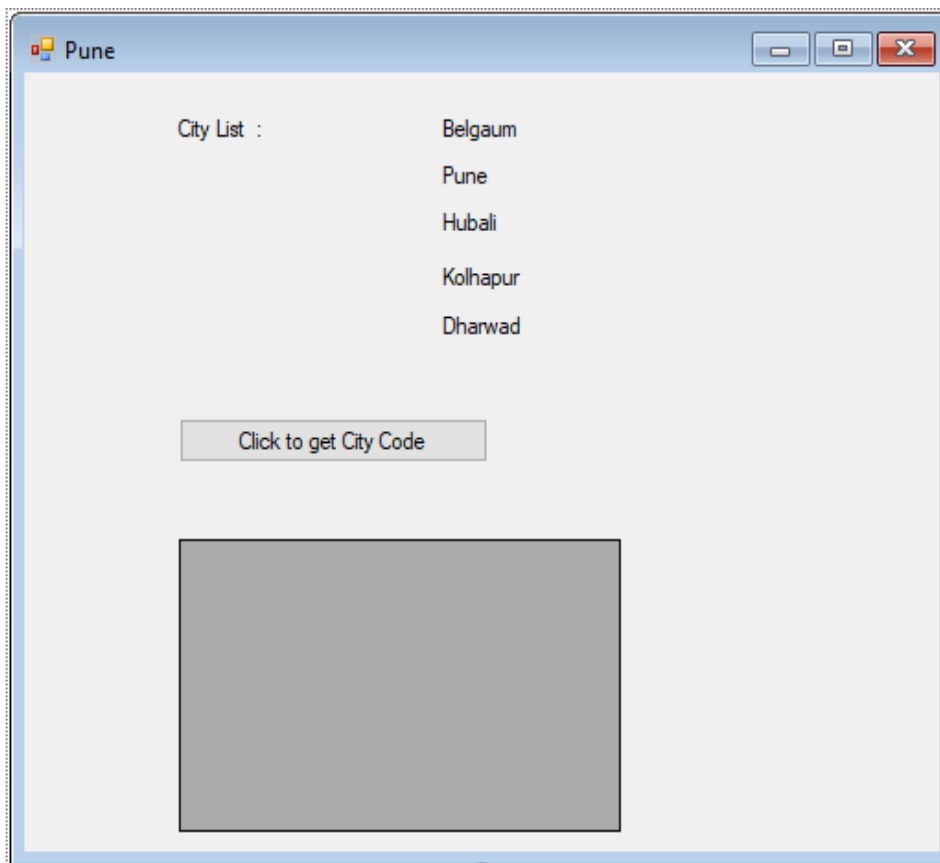 Pune
City List :
Belgaum
Pune
Hubali
Kolhapur
Dharwad
Click to get City Code